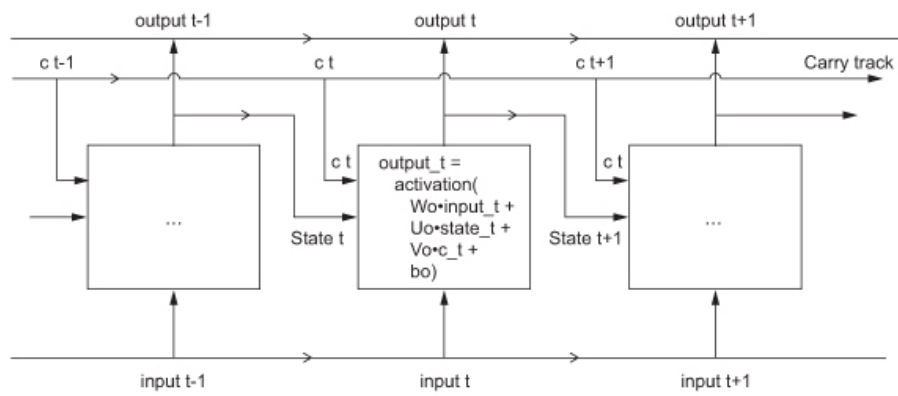 output t-1
output t
output t+1
c t-1
c t
c t+1
Carry track
c t
c t
...
output_t =
activation(
Wo•input_t +
Uo•state_t +
Vo•c_t +
bo)
...
State t
State t+1
input t-1
input t
input t+1